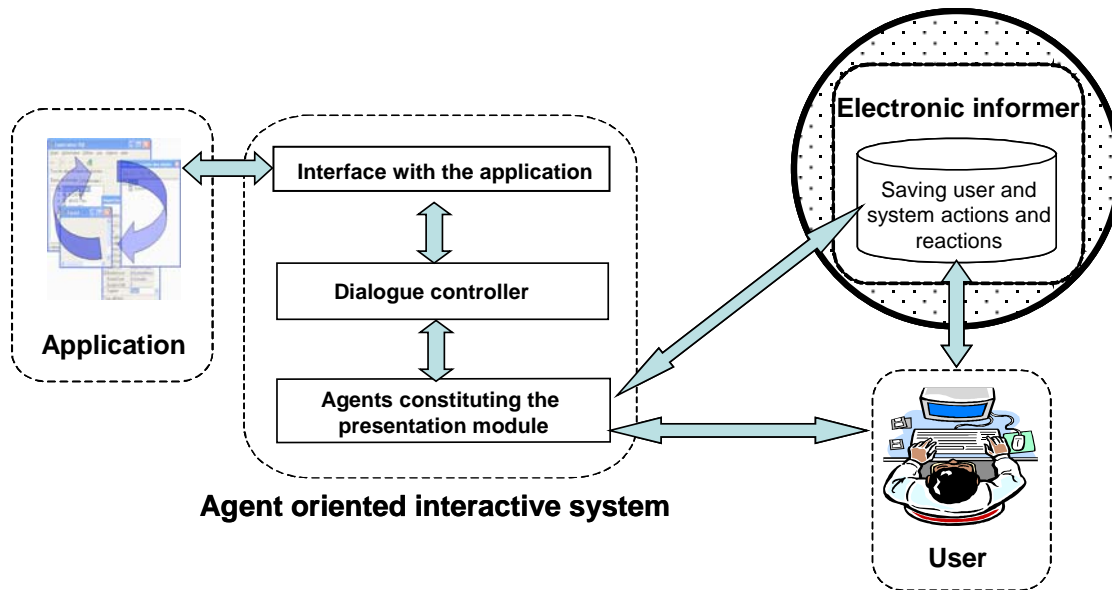 Application
Interface with the application
Dialogue controller
Agents constituting the
presentation module
Agent oriented interactive system
Electronic informer
Saving user and
system actions and
reactions
User